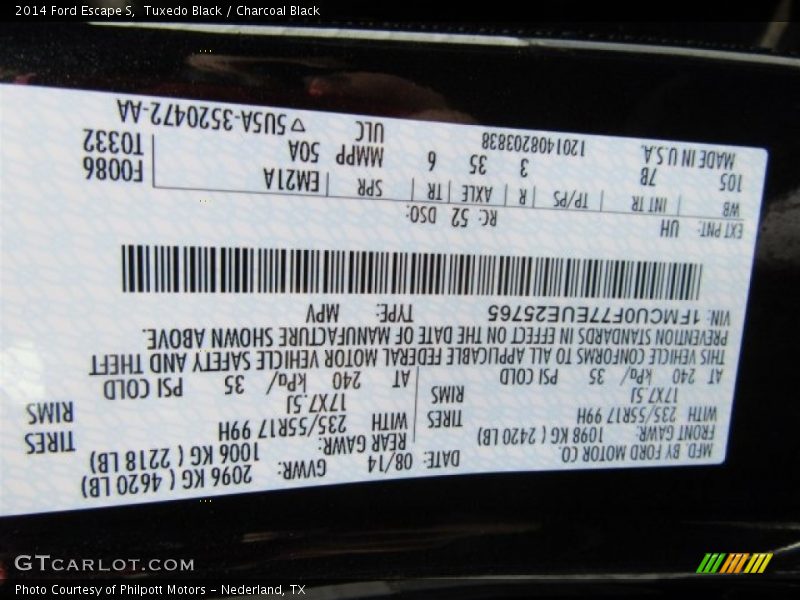 2014 Ford Escape S, Tuxedo Black / Charcoal Black
MFD. BY FORD MOTOR CO.
DATE: 08/14 GVWR: 2096 KG ( 4620 LB)
FRONT GAWR: 1098 KG ( 2420 LB)
REAR GAWR: 1006 KG ( 2218 LB)
WITH 235/55R17 99H TIRES
WITH 235/55R17 99H TIRES
17X7.5J RIMS
17X7.5J RIMS
AT 240 kPa/ 35 PSI COLD
AT 240 kPa/ 35 PSI COLD
THIS VEHICLE CONFORMS TO ALL APPLICABLE FEDERAL MOTOR VEHICLE SAFETY AND THEFT
PREVENTION STANDARDS IN EFFECT ON THE DATE OF MANUFACTURE SHOWN ABOVE.
VIN: 1FMCU0F77EUE25765 TYPE: MPV
EXT PNT: UH RC: 52 DSO:
WB INT TR TP/PS R AXLE TR SPR EM21A F0086
105 7B 3 35 6 MMPP 50A T0332
MADE IN U.S.A. 1201408203838 ULC ▽5U5A-3520472-AA
GTCARLOT.COM
Photo Courtesy of Philpott Motors – Nederland, TX